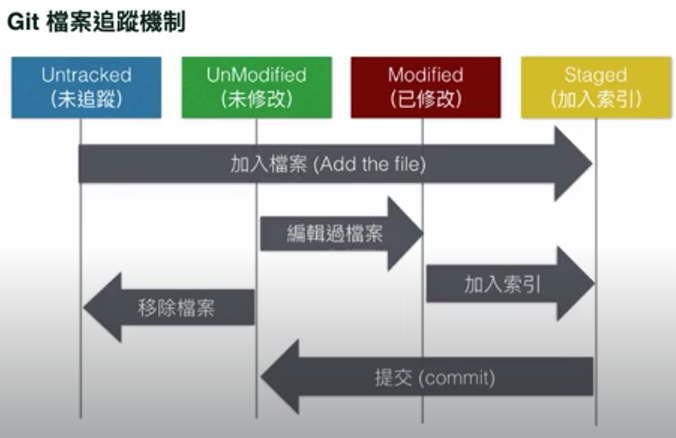 Git 檔案追蹤機制
Untracked
(未追蹤)
UnModified
(未修改)
Modified
(已修改)
Staged
(加入索引)
加入檔案 (Add the file)
編輯過檔案
加入索引
移除檔案
提交 (commit)